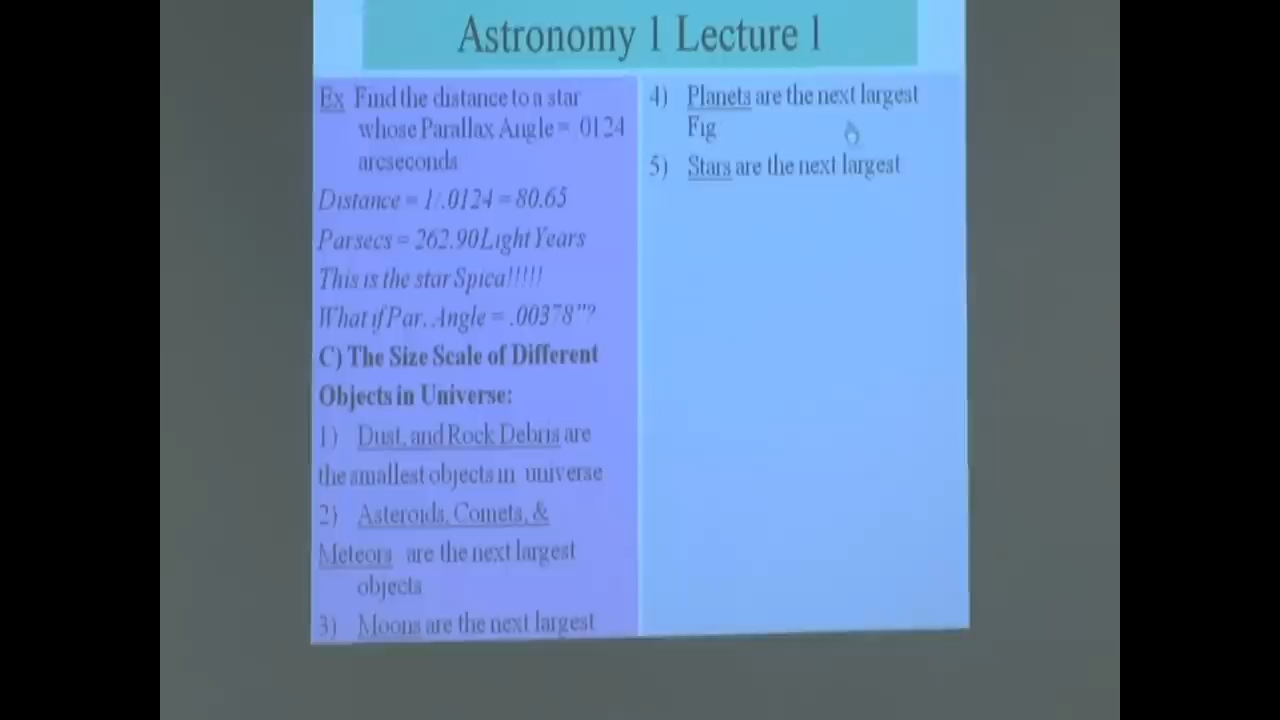 Astronomy 1 Lecture 1
Ex Find the distance to a star
whose Parallax Angle = .0124
arcseconds
Distance = 1/.0124 = 80.65
Parsecs = 262.90 Light Years
This is the star Spica!!!!!
What if Par. Angle = .00378"?
C) The Size Scale of Different
Objects in Universe:
1) Dust, and Rock Debris are
the smallest objects in universe
2) Asteroids, Comets, &
Meteors are the next largest
objects
3) Moons are the next largest
4) Planets are the next largest
Fig
5) Stars are the next largest